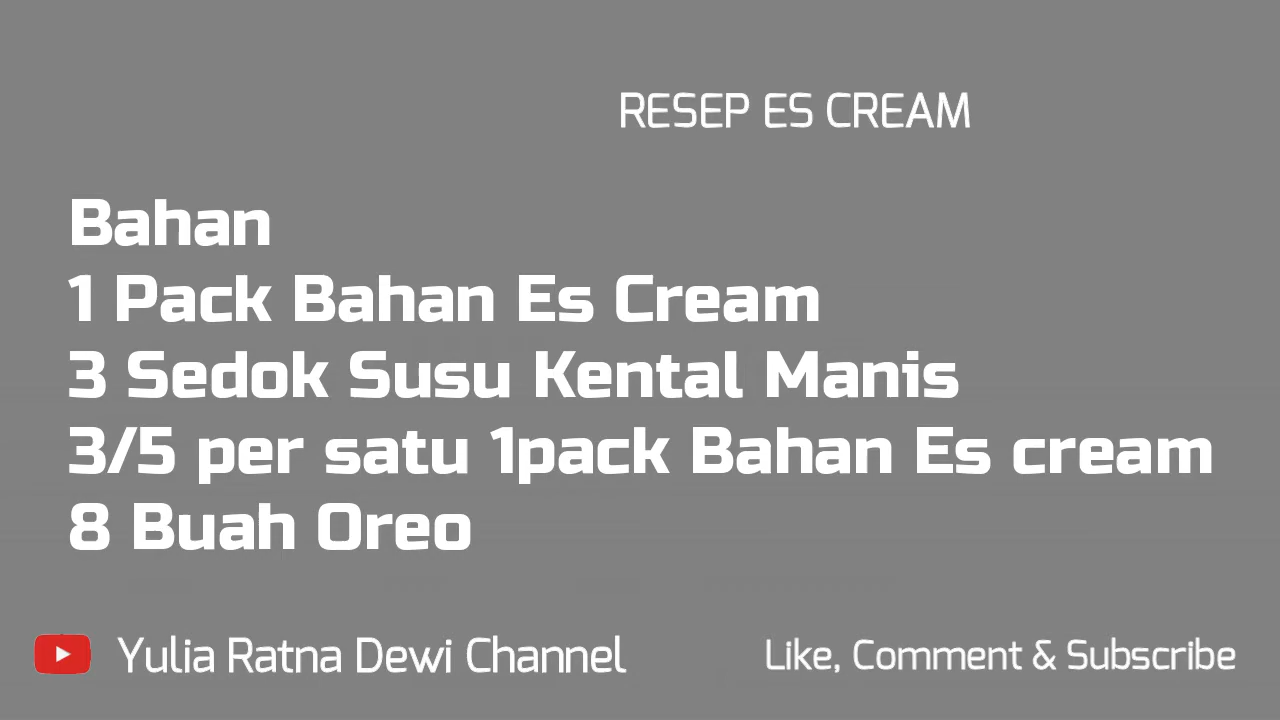 RESEP ES CREAM
Bahan
1 Pack Bahan Es Cream
3 Sedok Susu Kental Manis
3/5 per satu 1pack Bahan Es cream
8 Buah Oreo
Yulia Ratna Dewi Channel
Like, Comment & Subscribe